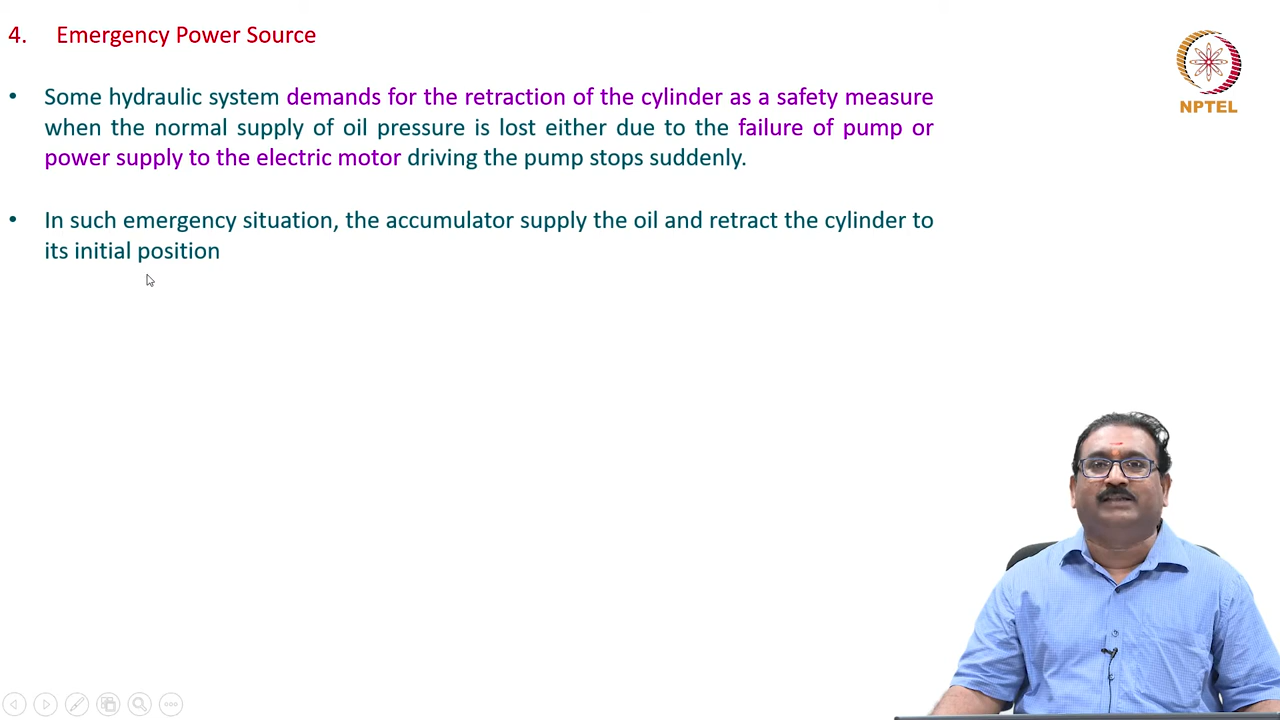 4. Emergency Power Source
NPTEL
• Some hydraulic system demands for the retraction of the cylinder as a safety measure
when the normal supply of oil pressure is lost either due to the failure of pump or
power supply to the electric motor driving the pump stops suddenly.
• In such emergency situation, the accumulator supply the oil and retract the cylinder to
its initial position